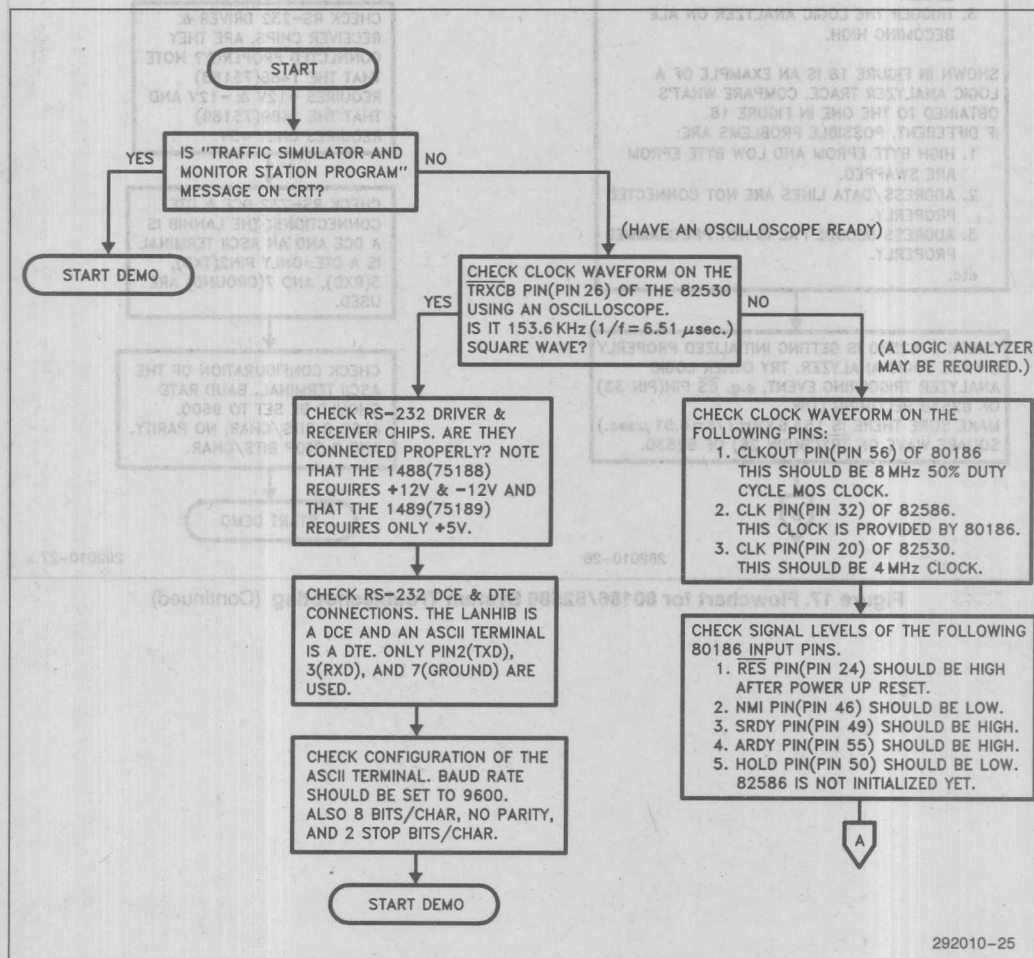 START
IS "TRAFFIC SIMULATOR AND
MONITOR STATION PROGRAM"
MESSAGE ON CRT?
YES
NO
START DEMO
(HAVE AN OSCILLOSCOPE READY)
CHECK CLOCK WAVEFORM ON THE
TRXCB PIN(PIN 26) OF THE 82530
USING AN OSCILLOSCOPE.
IS IT 153.6 KHz (1/f = 6.51 μsec.)
SQUARE WAVE?
YES
NO
(A LOGIC ANALYZER
MAY BE REQUIRED.)
CHECK RS-232 DRIVER &
RECEIVER CHIPS. ARE THEY
CONNECTED PROPERLY? NOTE
THAT THE 1488(75188)
REQUIRES +12V & -12V AND
THAT THE 1489(75189)
REQUIRES ONLY +5V.
CHECK RS-232 DCE & DTE
CONNECTIONS. THE LANHIB IS
A DCE AND AN ASCII TERMINAL
IS A DTE. ONLY PIN2(TXD),
3(RXD), AND 7(GROUND) ARE
USED.
CHECK CONFIGURATION OF THE
ASCII TERMINAL. BAUD RATE
SHOULD BE SET TO 9600.
ALSO 8 BITS/CHAR, NO PARITY,
AND 2 STOP BITS/CHAR.
START DEMO
CHECK CLOCK WAVEFORM ON THE
FOLLOWING PINS:
1. CLKOUT PIN(PIN 56) OF 80186
THIS SHOULD BE 8 MHz 50% DUTY
CYCLE MOS CLOCK.
2. CLK PIN(PIN 32) OF 82586.
THIS CLOCK IS PROVIDED BY 80186.
3. CLK PIN(PIN 20) OF 82530.
THIS SHOULD BE 4 MHz CLOCK.
CHECK SIGNAL LEVELS OF THE FOLLOWING
80186 INPUT PINS.
1. RES PIN(PIN 24) SHOULD BE HIGH
AFTER POWER UP RESET.
2. NMI PIN(PIN 46) SHOULD BE LOW.
3. SRDY PIN(PIN 49) SHOULD BE HIGH.
4. ARDY PIN(PIN 55) SHOULD BE HIGH.
5. HOLD PIN(PIN 50) SHOULD BE LOW.
82586 IS NOT INITIALIZED YET.
A
292010-25